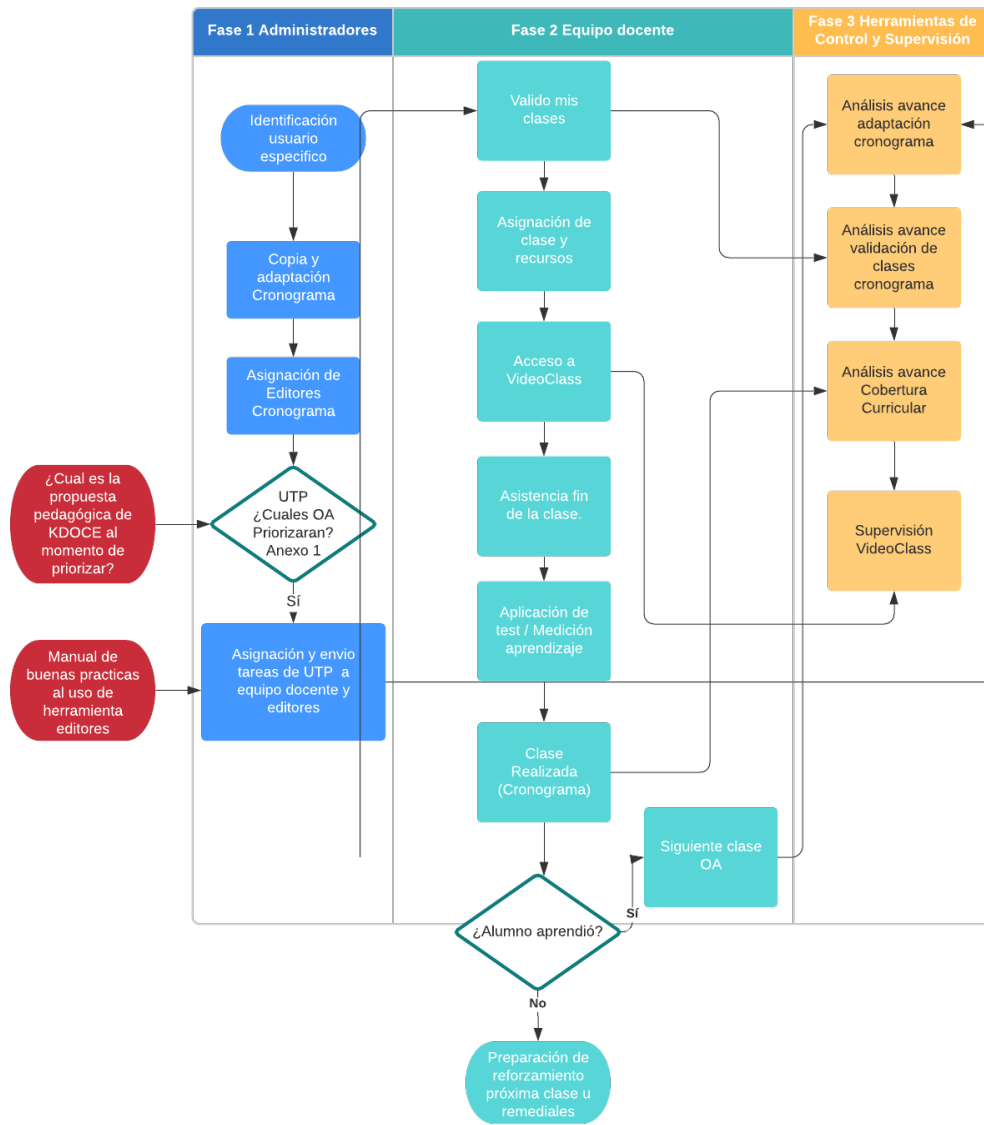 Fase 1 Administradores
Fase 2 Equipo docente
Fase 3 Herramientas de
Control y Supervisión
Identificación
usuario
especifico
Copia y
adaptación
Cronograma
Asignación de
Editores
Cronograma
¿Cual es la
propuesta
pedagógica de
KDOCE al
momento de
priorizar?
UTP
¿Cuales OA
Priorizaran?
Anexo 1
Sí
Manual de
buenas practicas
al uso de
herramienta
editores
Asignación y envio
tareas de UTP a
equipo docente y
editores
Valido mis
clases
Asignación de
clase y
recursos
Acceso a
VideoClass
Asistencia fin
de la clase.
Aplicación de
test / Medición
aprendizaje
Clase
Realizada
(Cronograma)
¿Alumno aprendió?
Sí
Siguiente clase
OA
No
Preparación de
reforzamiento
próxima clase u
remediales
Análisis avance
adaptación
cronograma
Análisis avance
validación de
clases
cronograma
Análisis avance
Cobertura
Curricular
Supervisión
VideoClass